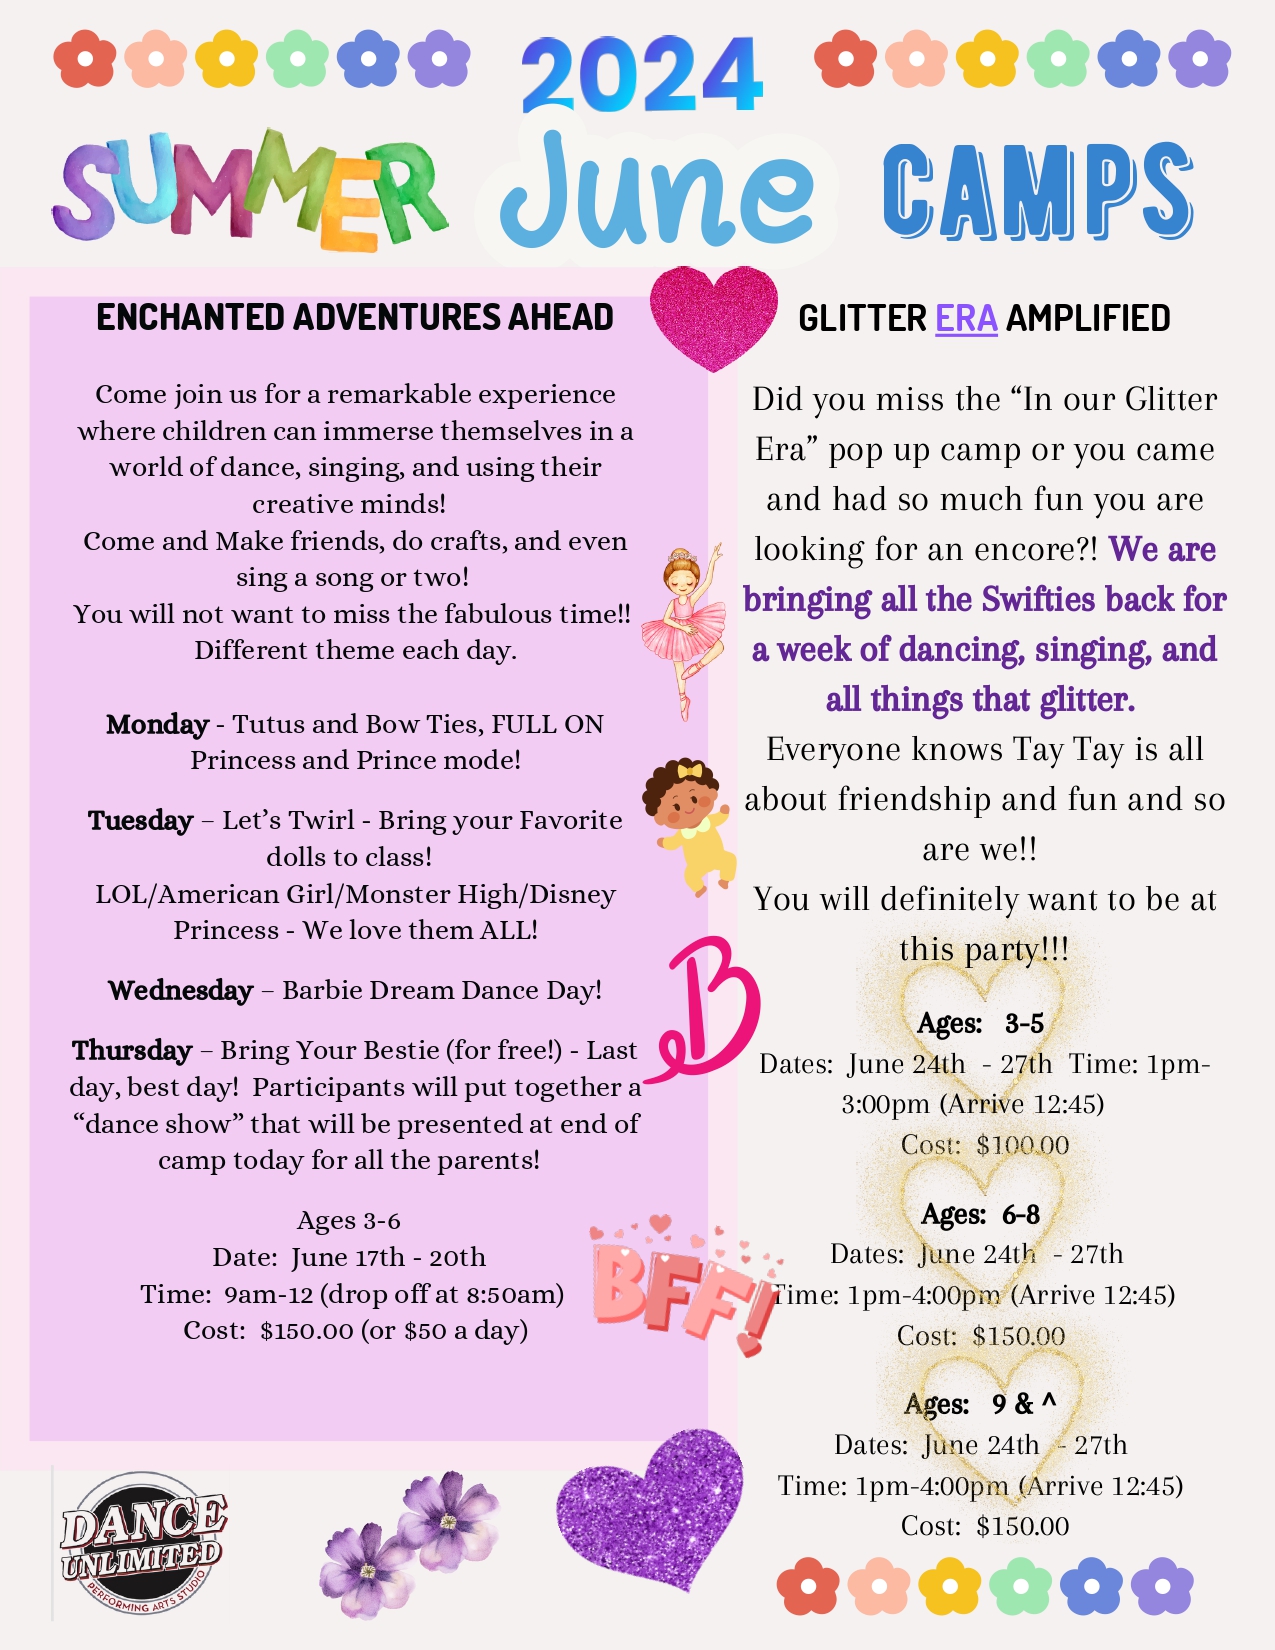 2024
SUMMER June CAMPS
ENCHANTED ADVENTURES AHEAD
Come join us for a remarkable experience
where children can immerse themselves in a
world of dance, singing, and using their
creative minds!
Come and Make friends, do crafts, and even
sing a song or two!
You will not want to miss the fabulous time!!
Different theme each day.
Monday - Tutus and Bow Ties, FULL ON
Princess and Prince mode!
Tuesday – Let’s Twirl - Bring your Favorite
dolls to class!
LOL/American Girl/Monster High/Disney
Princess - We love them ALL!
Wednesday – Barbie Dream Dance Day!
Thursday – Bring Your Bestie (for free!) - Last
day, best day! Participants will put together a
“dance show” that will be presented at end of
camp today for all the parents!
Ages 3-6
Date: June 17th - 20th
Time: 9am-12 (drop off at 8:50am)
Cost: $150.00 (or $50 a day)
B
BFF!
GLITTER ERA AMPLIFIED
Did you miss the “In our Glitter
Era” pop up camp or you came
and had so much fun you are
looking for an encore?! We are
bringing all the Swifties back for
a week of dancing, singing, and
all things that glitter.
Everyone knows Tay Tay is all
about friendship and fun and so
are we!!
You will definitely want to be at
this party!!!
Ages: 3-5
Dates: June 24th - 27th Time: 1pm-
3:00pm (Arrive 12:45)
Cost: $100.00
Ages: 6-8
Dates: June 24th - 27th
Time: 1pm-4:00pm (Arrive 12:45)
Cost: $150.00
Ages: 9 & ^
Dates: June 24th - 27th
Time: 1pm-4:00pm (Arrive 12:45)
Cost: $150.00
DANCE
UNLIMITED
PERFORMING ARTS STUDIO